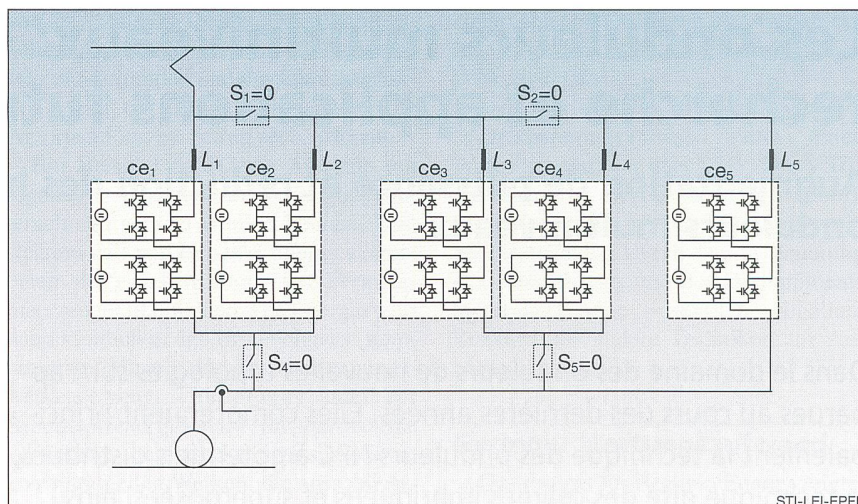 S1=0
S2=0
L1
L2
L3
L4
L5
ce1
ce2
ce3
ce4
ce5
S4=0
S5=0
STI-LEI-EPFL